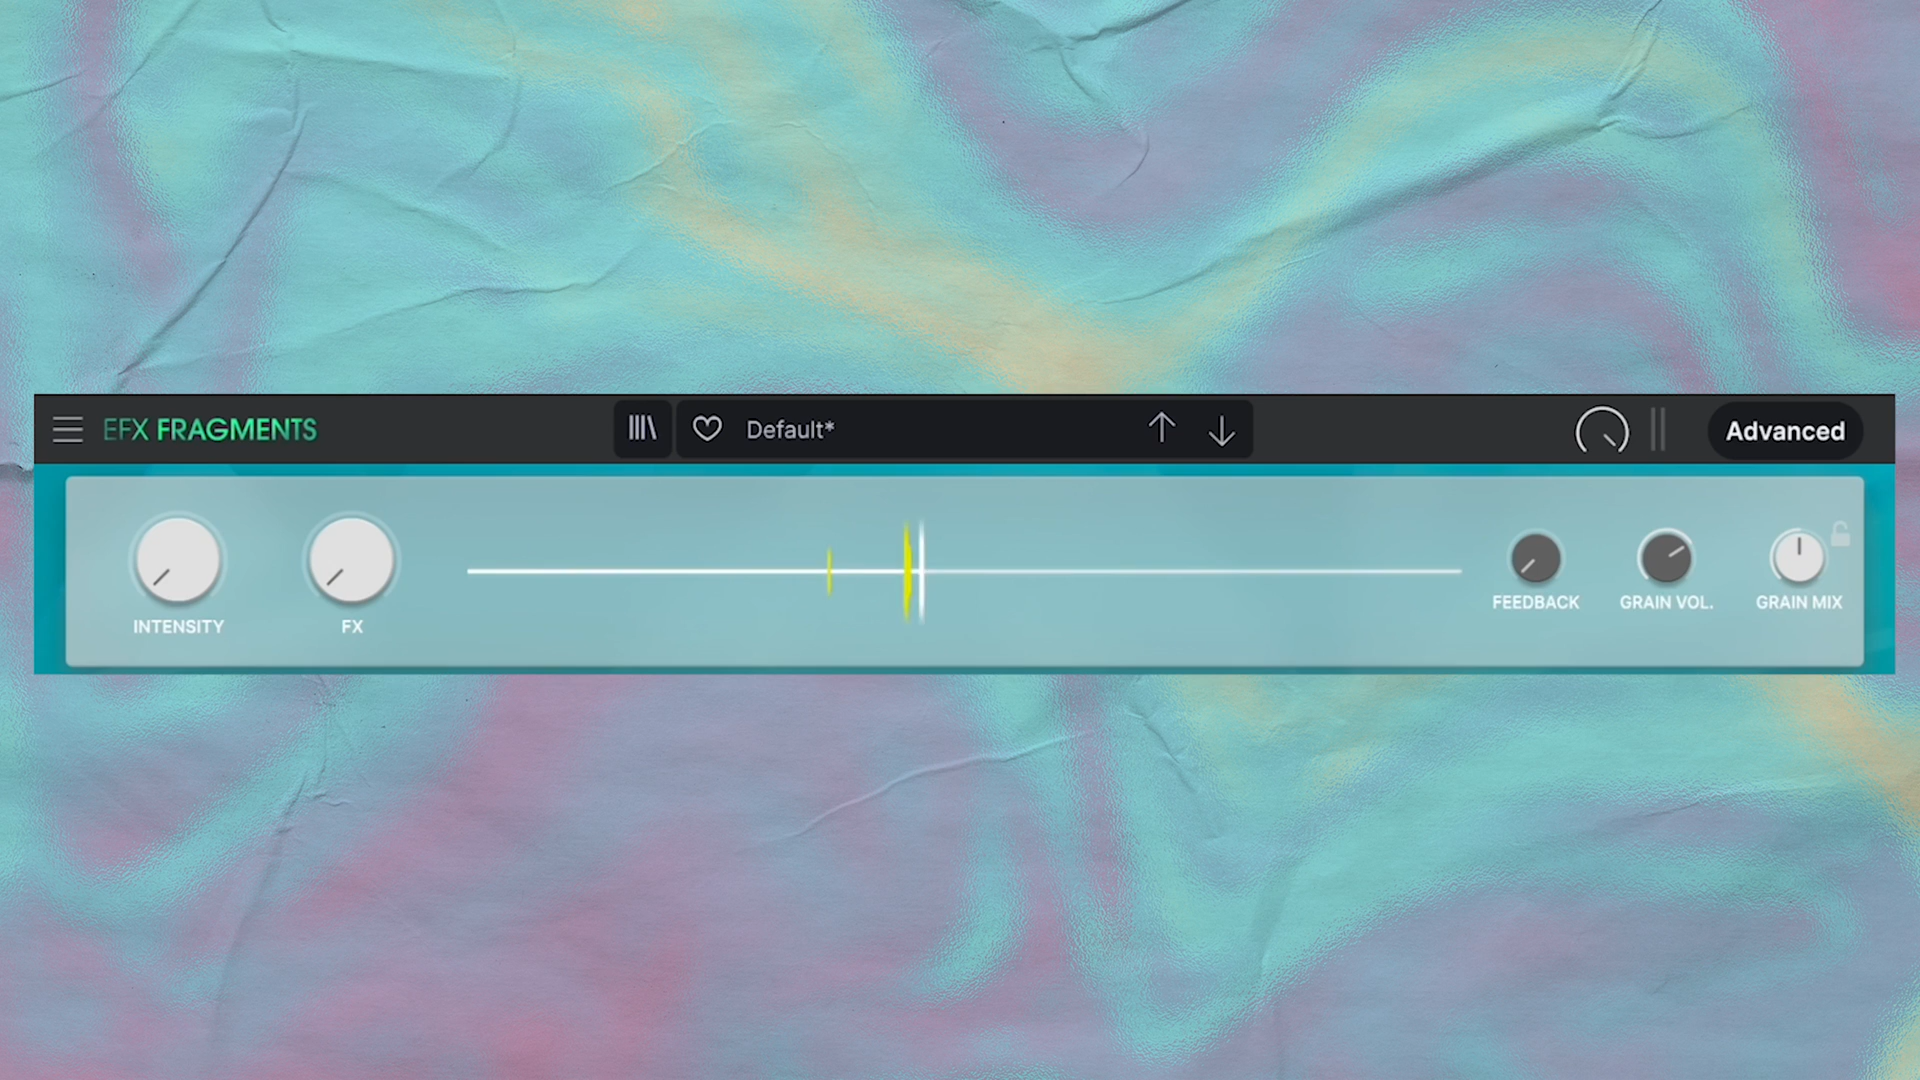 EFX FRAGMENTS
Default*
Advanced
INTENSITY
FX
FEEDBACK
GRAIN VOL.
GRAIN MIX